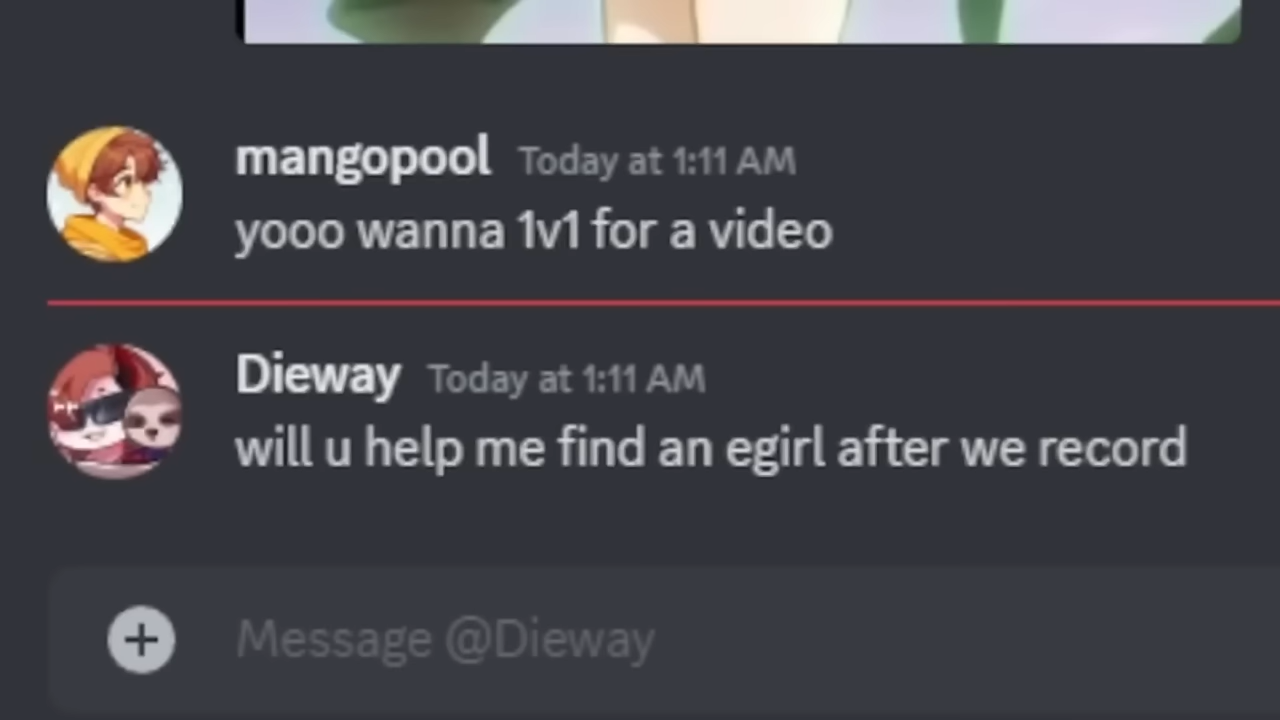 mangopool Today at 1:11 AM
yooo wanna 1v1 for a video
Dieway Today at 1:11 AM
will u help me find an egirl after we record
Message @Dieway